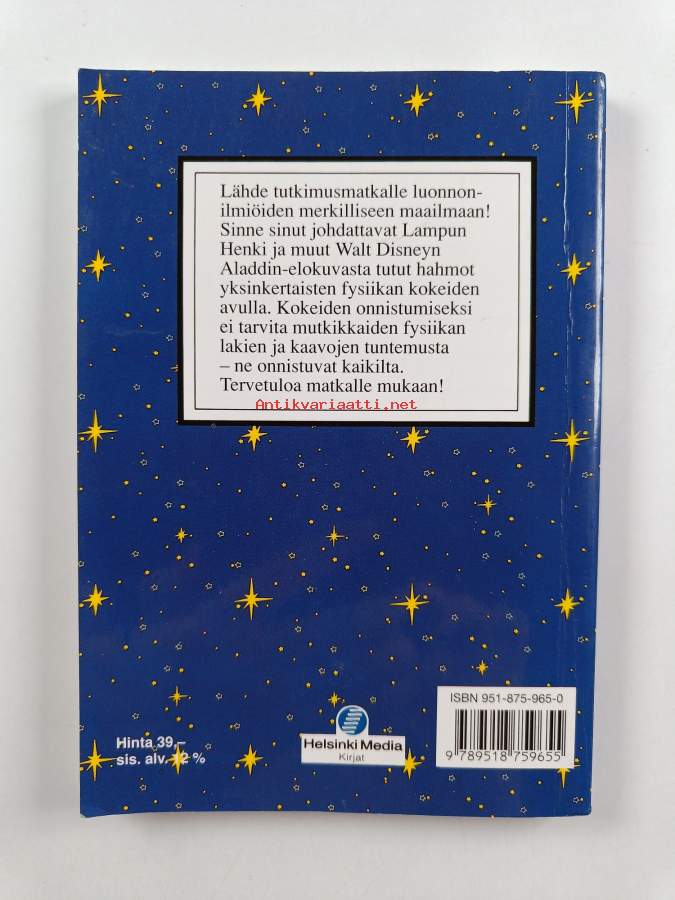 Lähde tutkimusmatkalle luonnon-
ilmiöiden merkilliseen maailmaan!
Sinne sinut johdattavat Lampun
Henki ja muut Walt Disneyn
Aladdin-elokuvasta tutut hahmot
yksinkertaisten fysiikan kokeiden
avulla. Kokeiden onnistumiseksi
ei tarvita mutkikkaiden fysiikan
lakien ja kaavojen tuntemusta
– ne onnistuvat kaikilta.
Tervetuloa matkalle mukaan!
Antikvariaatti.net
Hinta 39,–
sis. alv. 12 %
Helsinki Media
Kirjat
ISBN 951-875-965-0
9 789518 759655